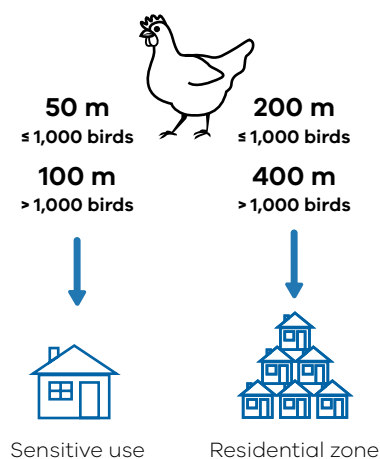 50 m
≤ 1,000 birds
100 m
> 1,000 birds
200 m
≤ 1,000 birds
400 m
> 1,000 birds
Sensitive use
Residential zone